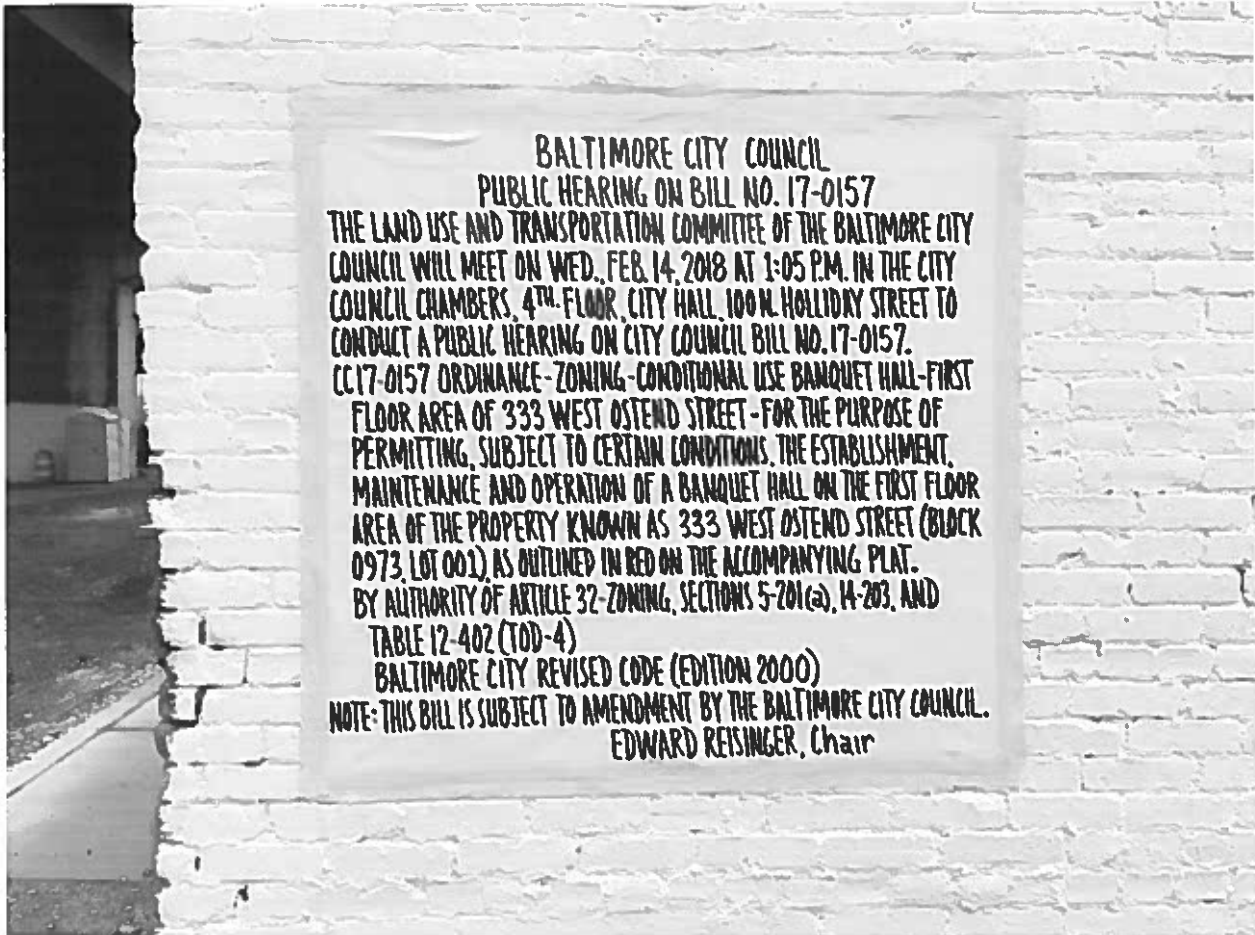 BALTIMORE CITY COUNCIL
PUBLIC HEARING ON BILL NO. 17-0157
THE LAND USE AND TRANSPORTATION COMMITTEE OF THE BALTIMORE CITY
COUNCIL WILL MEET ON WED., FEB. 14, 2018 AT 1:05 P.M. IN THE CITY
COUNCIL CHAMBERS, 4TH. FLOOR, CITY HALL, 100 N. HOLLIDAY STREET TO
CONDUCT A PUBLIC HEARING ON CITY COUNCIL BILL NO. 17-0157.
CC17-0157 ORDINANCE-ZONING-CONDITIONAL USE BANQUET HALL-FIRST
FLOOR AREA OF 333 WEST OSTEND STREET-FOR THE PURPOSE OF
PERMITTING, SUBJECT TO CERTAIN CONDITIONS, THE ESTABLISHMENT,
MAINTENANCE AND OPERATION OF A BANQUET HALL ON THE FIRST FLOOR
AREA OF THE PROPERTY KNOWN AS 333 WEST OSTEND STREET (BLOCK
0973, LOT 001), AS OUTLINED IN RED ON THE ACCOMPANYING PLAT.
BY AUTHORITY OF ARTICLE 32-ZONING, SECTIONS 5-201(a), 14-203, AND
TABLE 12-402 (TOD-4)
BALTIMORE CITY REVISED CODE (EDITION 2000)
NOTE: THIS BILL IS SUBJECT TO AMENDMENT BY THE BALTIMORE CITY COUNCIL.
EDWARD REISINGER, Chair